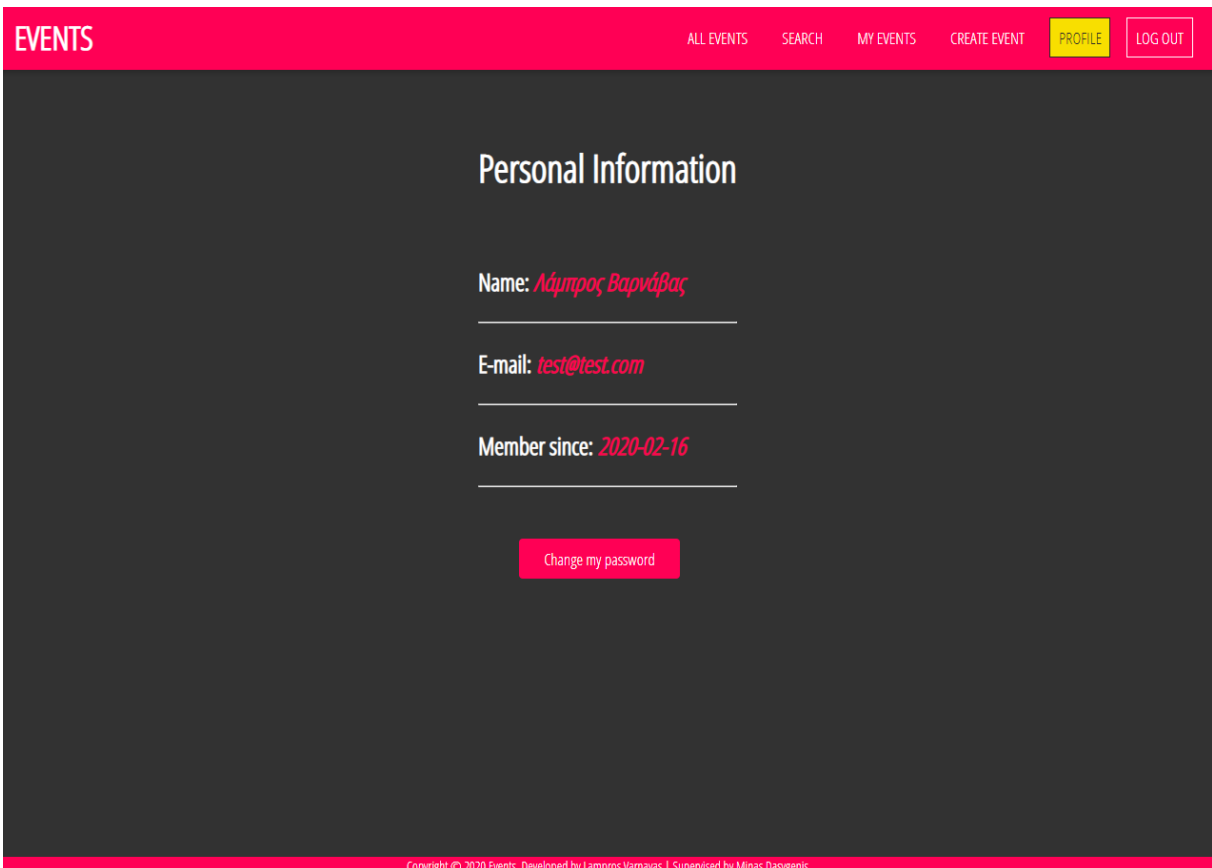 EVENTS
ALL EVENTS SEARCH MY EVENTS CREATE EVENT PROFILE LOG OUT
Personal Information
Name: Λάμπρος Βαρνάβας
E-mail: test@test.com
Member since: 2020-02-16
Change my password
Copyright © 2020 Events. Developed by Lampros Varnavas | Supervised by Minas Dasygenis